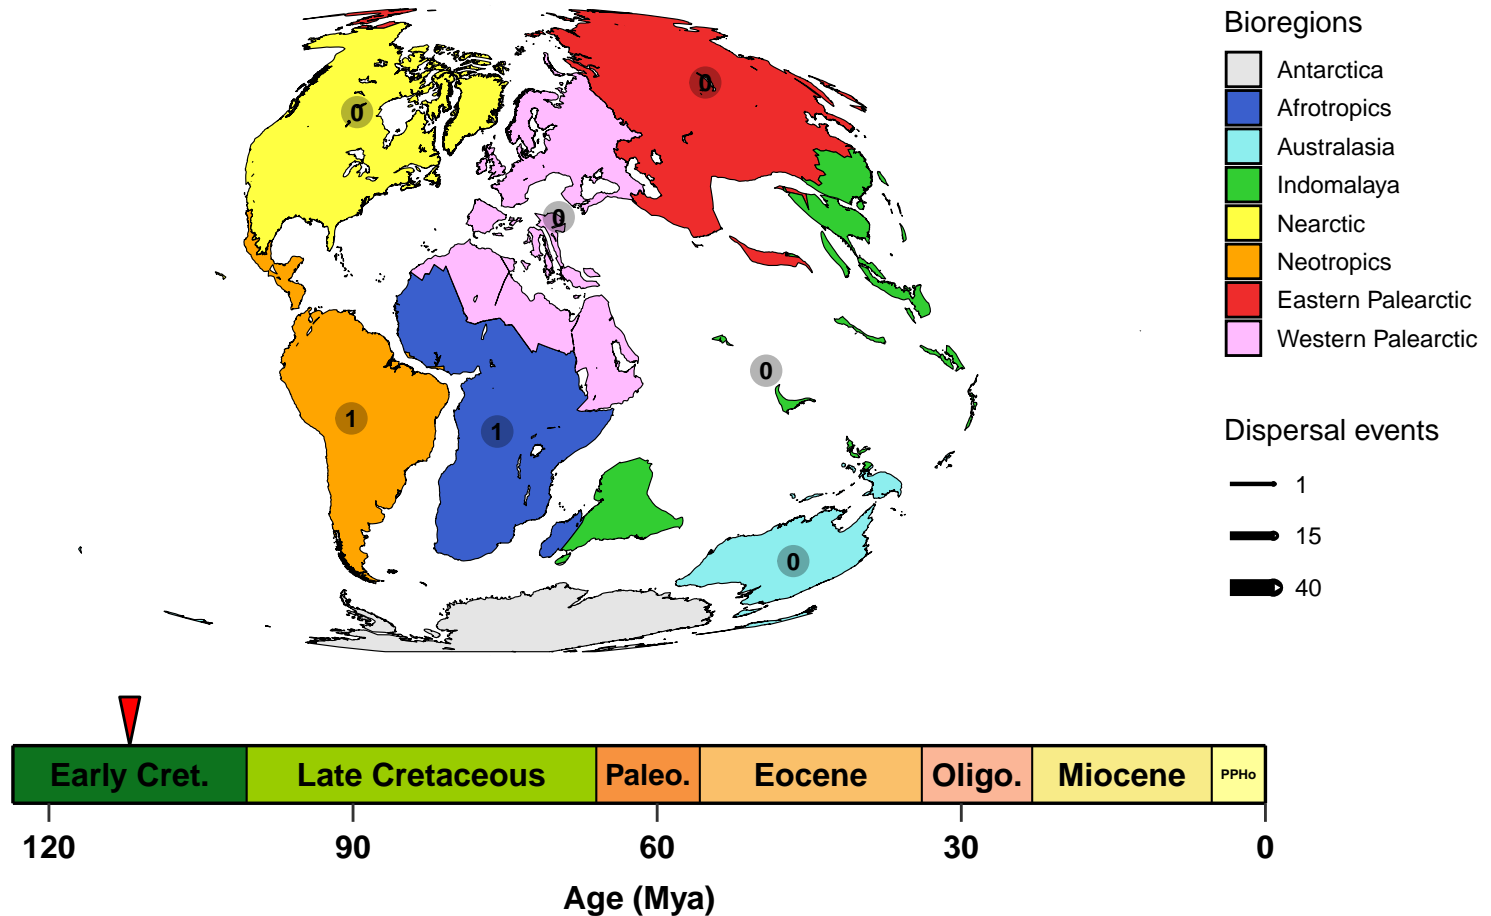 Bioregions
Antarctica
Afrotropics
Australasia
Indomalaya
Nearctic
Neotropics
Eastern Palearctic
Western Palearctic
0
0
0
0
1
1
0
Dispersal events
1
15
40
Early Cret.
Late Cretaceous
Paleo.
Eocene
Oligo.
Miocene
PPHo
120
90
60
30
0
Age (Mya)